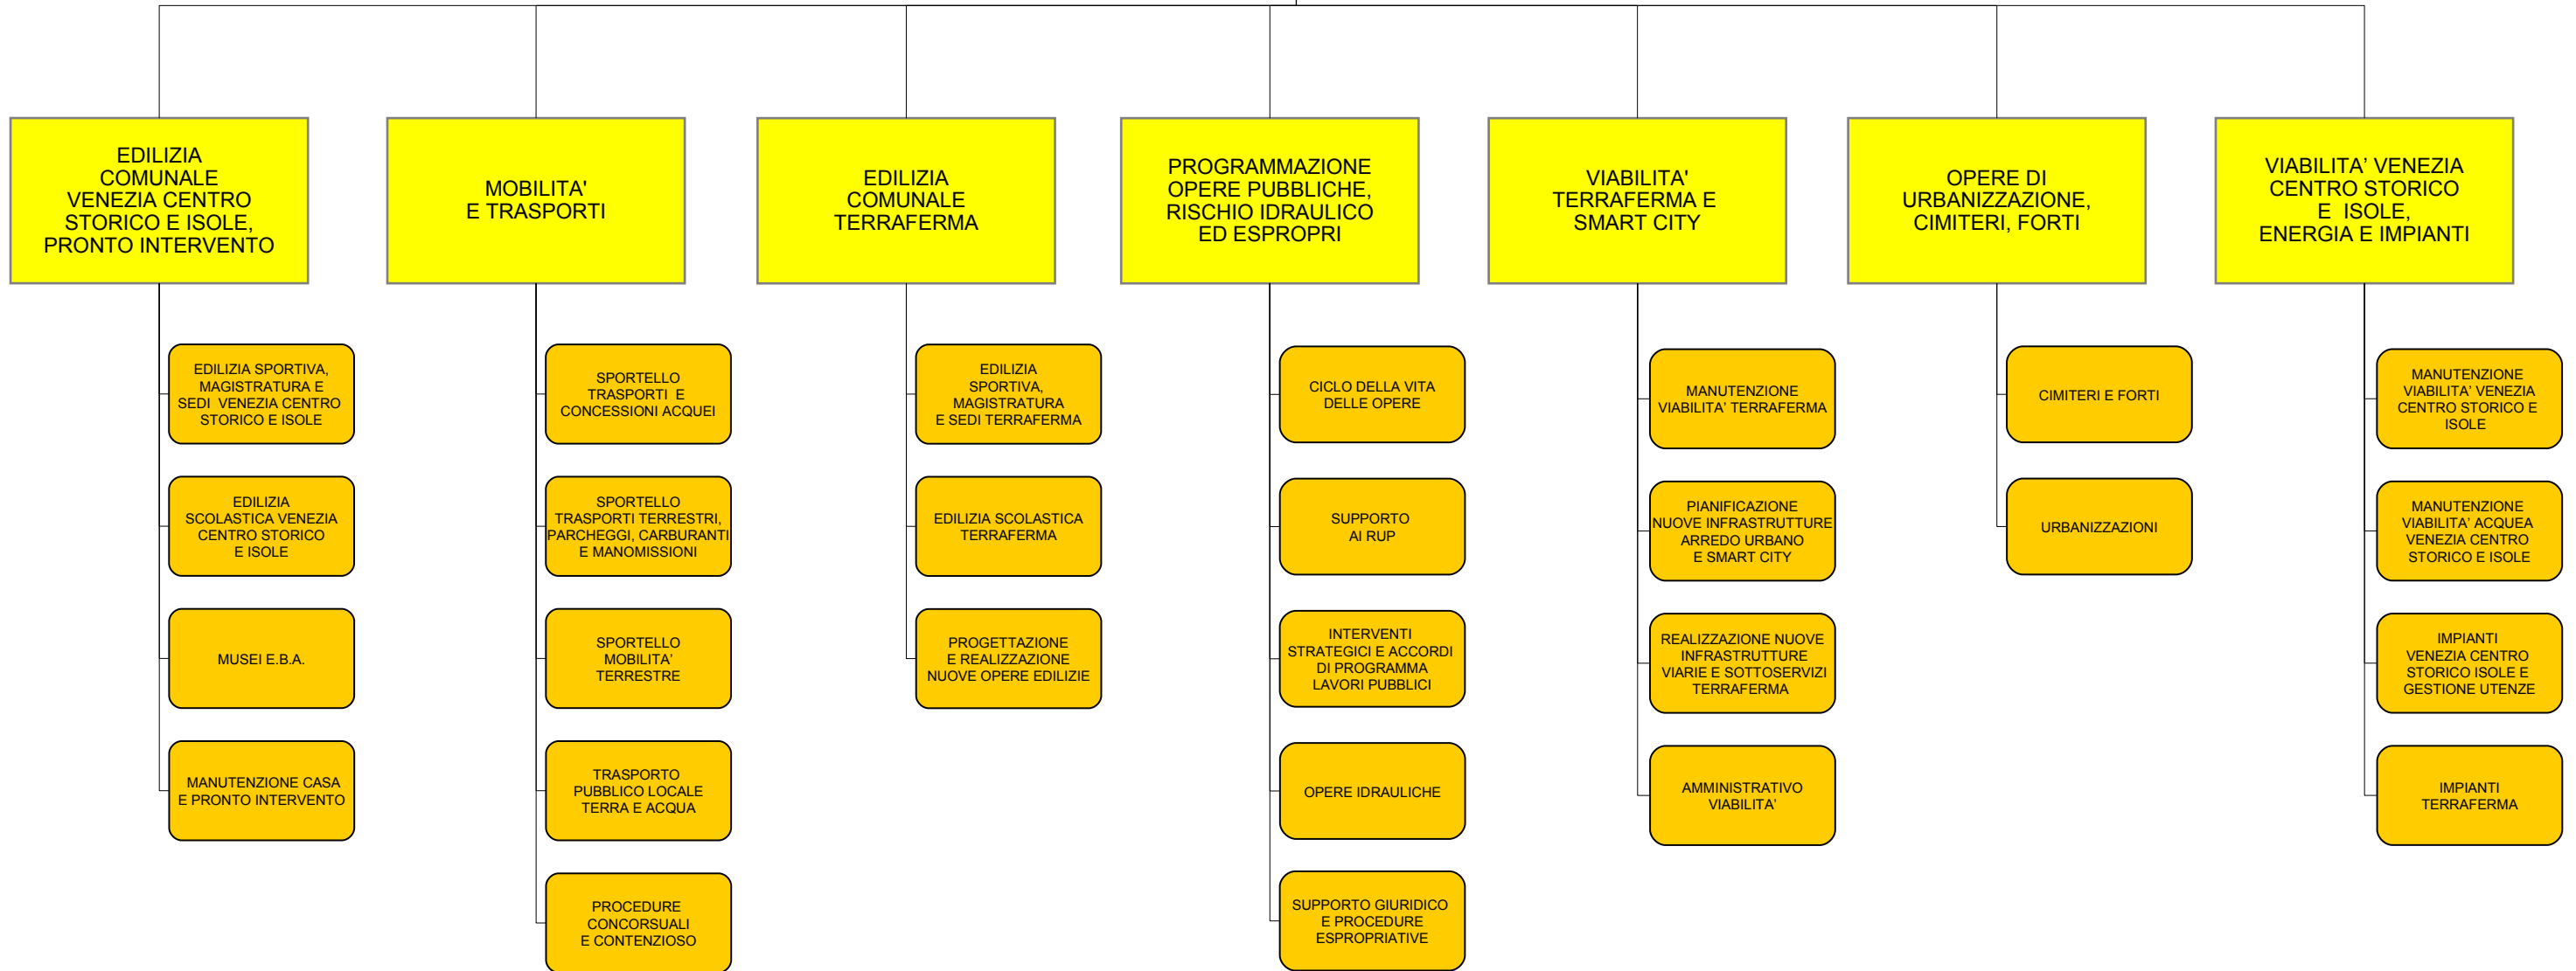 EDILIZIA
COMUNALE
VENEZIA CENTRO
STORICO E ISOLE,
PRONTO INTERVENTO
EDILIZIA SPORTIVA,
MAGISTRATURA E
SEDI VENEZIA CENTRO
STORICO E ISOLE
EDILIZIA
SCOLASTICA VENEZIA
CENTRO STORICO
E ISOLE
MUSEI E.B.A.
MANUTENZIONE CASA
E PRONTO INTERVENTO
MOBILITA'
E TRASPORTI
SPORTELLO
TRASPORTI E
CONCESSIONI ACQUEI
SPORTELLO
TRASPORTI TERRESTRI,
PARCHEGGI, CARBURANTI
E MANOMISSIONI
SPORTELLO
MOBILITA’
TERRESTRE
TRASPORTO
PUBBLICO LOCALE
TERRA E ACQUA
PROCEDURE
CONCORSUALI
E CONTENZIOSO
EDILIZIA
COMUNALE
TERRAFERMA
EDILIZIA
SPORTIVA,
MAGISTRATURA
E SEDI TERRAFERMA
EDILIZIA SCOLASTICA
TERRAFERMA
PROGETTAZIONE
E REALIZZAZIONE
NUOVE OPERE EDILIZIE
PROGRAMMAZIONE
OPERE PUBBLICHE,
RISCHIO IDRAULICO
ED ESPROPRI
CICLO DELLA VITA
DELLE OPERE
SUPPORTO
AI RUP
INTERVENTI
STRATEGICI E ACCORDI
DI PROGRAMMA
LAVORI PUBBLICI
OPERE IDRAULICHE
SUPPORTO GIURIDICO
E PROCEDURE
ESPROPRIATIVE
VIABILITA'
TERRAFERMA E
SMART CITY
MANUTENZIONE
VIABILITA’ TERRAFERMA
PIANIFICAZIONE
NUOVE INFRASTRUTTURE
ARREDO URBANO
E SMART CITY
REALIZZAZIONE NUOVE
INFRASTRUTTURE
VIARIE E SOTTOSERVIZI
TERRAFERMA
AMMINISTRATIVO
VIABILITA’
OPERE DI
URBANIZZAZIONE,
CIMITERI, FORTI
CIMITERI E FORTI
URBANIZZAZIONI
VIABILITA’ VENEZIA
CENTRO STORICO
E ISOLE,
ENERGIA E IMPIANTI
MANUTENZIONE
VIABILITA’ VENEZIA
CENTRO STORICO E
ISOLE
MANUTENZIONE
VIABILITA’ ACQUEA
VENEZIA CENTRO
STORICO E ISOLE
IMPIANTI
VENEZIA CENTRO
STORICO ISOLE E
GESTIONE UTENZE
IMPIANTI
TERRAFERMA